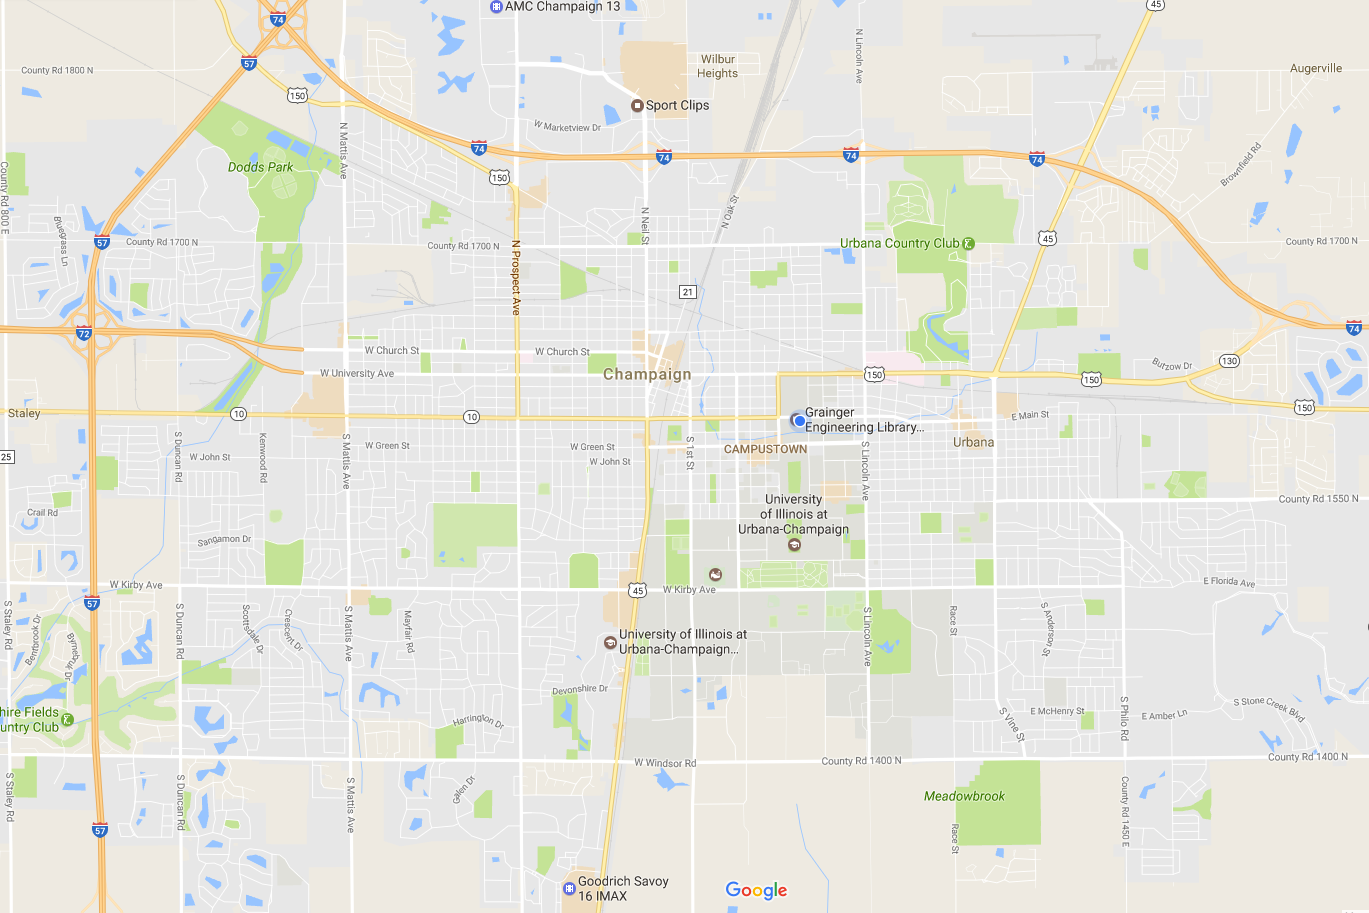 AMC Champaign 13
45
74
57
County Rd 1800 N
150
Wilbur
Heights
N Lincoln Ave
Augerville
Sport Clips
W Marketview Dr
N Mattis Ave
74
74
74
74
Dodds Park
150
Brownfield Rd
County Rd 800 E
N Oak St
N Neil St
Bluegrass Ln
57
County Rd 1700 N
County Rd 1700 N
N Prospect Ave
Urbana Country Club
45
County Rd 1700 N
21
72
74
W Church St
W Church St
W University Ave
Champaign
150
150
Burzow Dr
130
150
Staley
10
10
Grainger
Engineering Library...
E Main St
Urbana
25
S Duncan Rd
Kenwood Rd
S Mattis Ave
W John St
W Green St
W Green St
W John St
S 1st St
CAMPUSTOWN
S Lincoln Ave
University
of Illinois at
Urbana-Champaign
County Rd 1550 N
Crail Rd
Sangamon Dr
W Kirby Ave
45
W Kirby Ave
E Florida Ave
57
S Staley Rd
Bentbrook Dr
Byrnebruk Dr
S Duncan Rd
Scottsdale Dr
Crescent Dr
S Mattis Ave
Mayfair Rd
University of Illinois at
Urbana-Champaign...
S Lincoln Ave
Race St
S Anderson St
Devonshire Dr
hire Fields
untry Club
Harrington Dr
S Vine St
E McHenry St
S Philo Rd
E Amber Ln
S Stone Creek Blvd
W Windsor Rd
County Rd 1400 N
County Rd 1400 N
S Staley Rd
57
S Duncan Rd
S Mattis Ave
Galen Dr
Meadowbrook
Race St
County Rd 1450 E
Goodrich Savoy
16 IMAX
Google